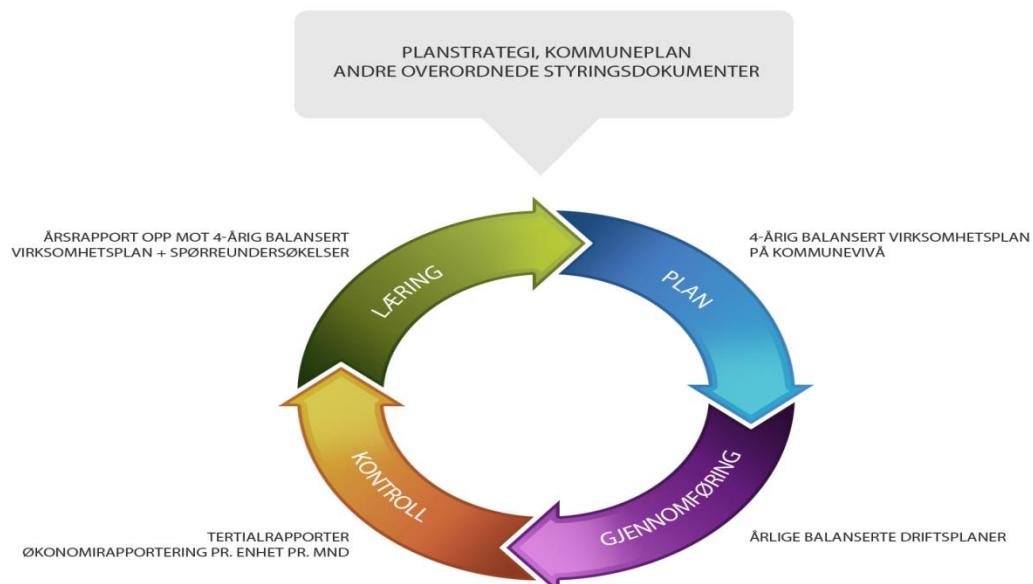 PLANSTRATEGI, KOMMUNEPLAN
ANDRE OVERORDNEDE STYRINGSDOKUMENTER
ÅRSRAPPORT OPP MOT 4-ÅRIG BALANSERT
VIRKSOMHETSPLAN + SPØRREUNDERSØKELSER
4-ÅRIG BALANSERT VIRKSOMHETSPLAN
PÅ KOMMUNEVIVÅ
LÆRING
PLAN
KONTROLL
GJENNOMFØRING
TERTIALRAPPORTER
ØKONOMIRAPPORTERING PR. ENHET PR. MND
ÅRLIGE BALANSERTE DRIFTSPLANER